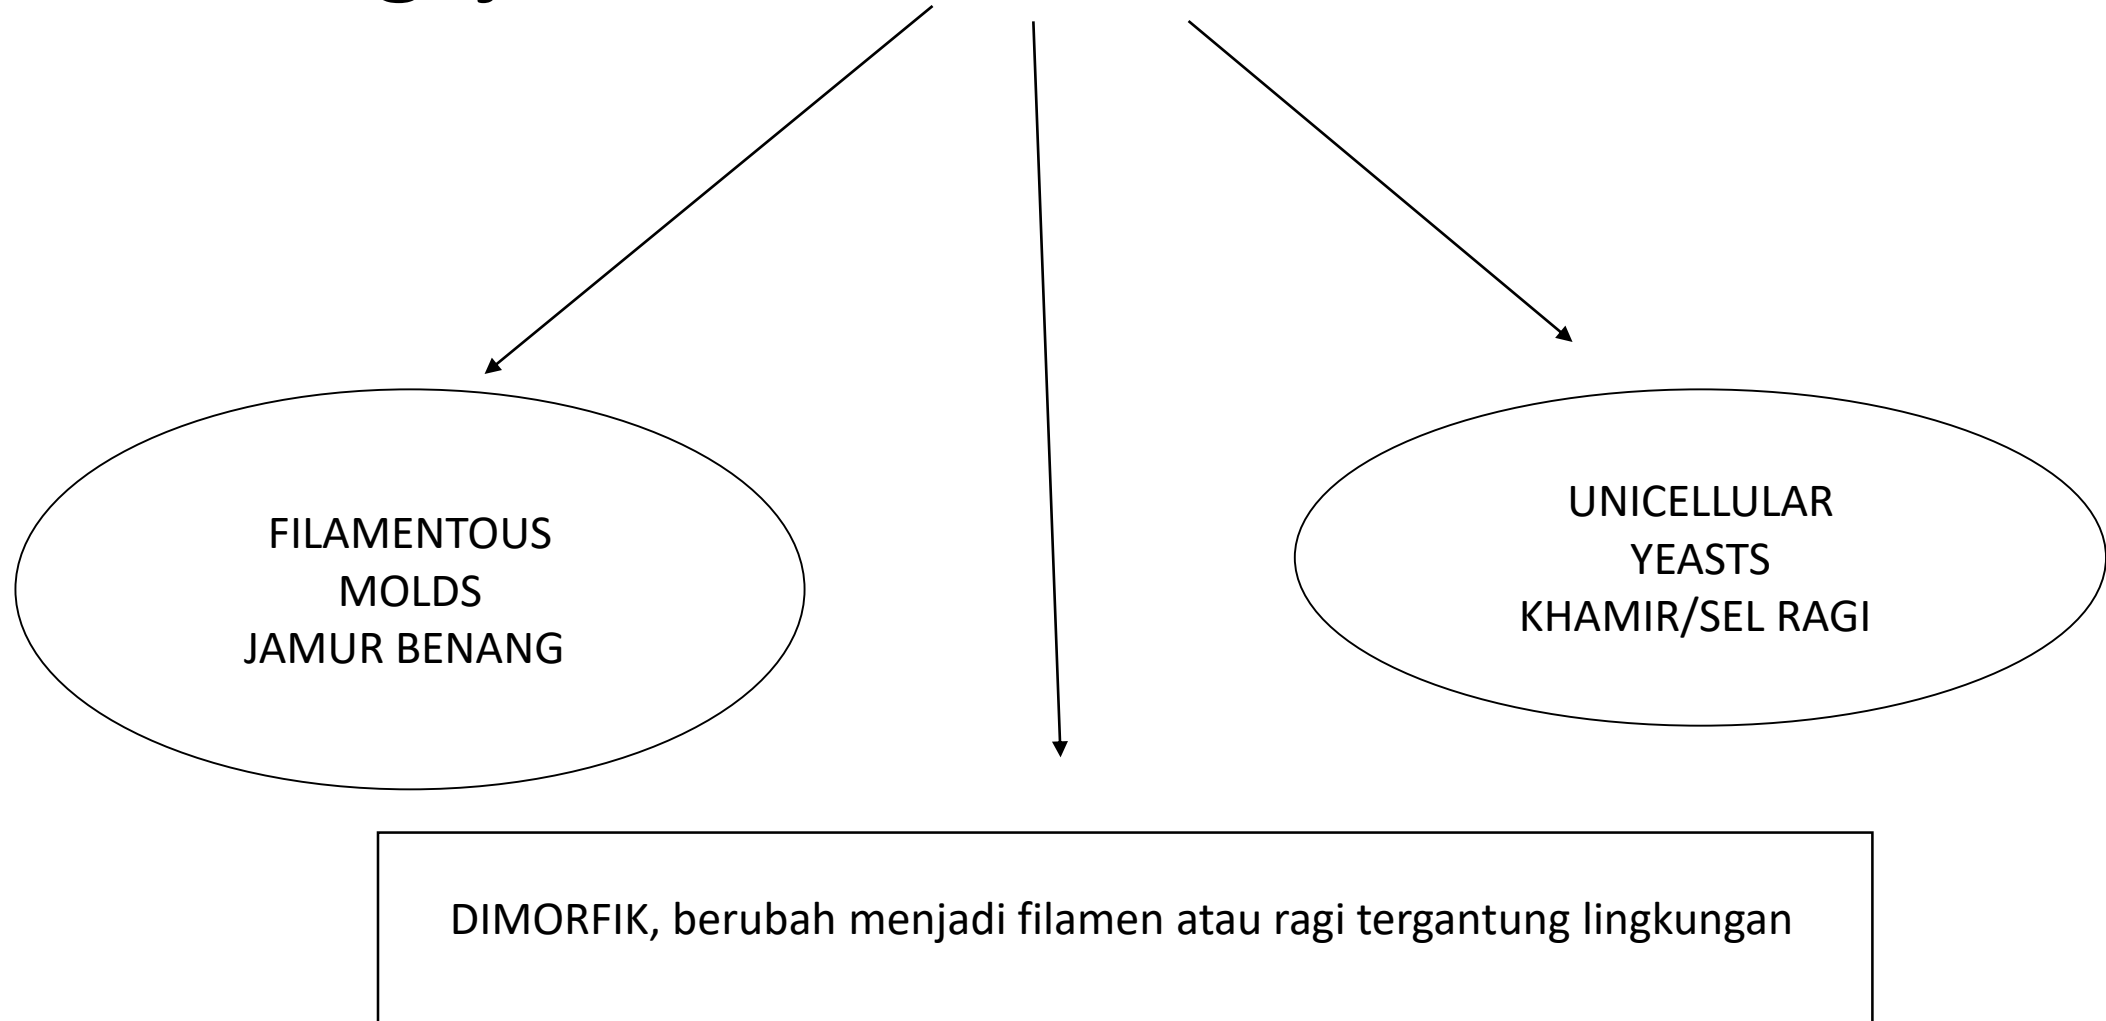 FILAMENTOUS
MOLDS
JAMUR BENANG
UNICELLULAR
YEASTS
KHAMIR/SEL RAGI
DIMORFIK, berubah menjadi filamen atau ragi tergantung lingkungan